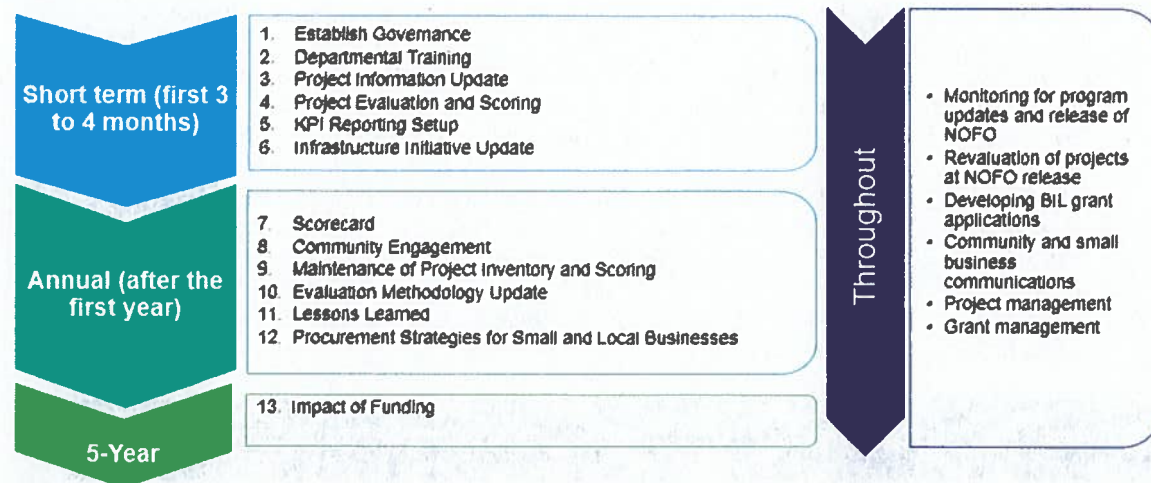 Short term (first 3
to 4 months)
1. Establish Governance
2. Departmental Training
3. Project Information Update
4. Project Evaluation and Scoring
5. KPI Reporting Setup
6. Infrastructure Initiative Update
Annual (after the
first year)
7. Scorecard
8. Community Engagement
9. Maintenance of Project Inventory and Scoring
10. Evaluation Methodology Update
11. Lessons Learned
12. Procurement Strategies for Small and Local Businesses
5-Year
13. Impact of Funding
Throughout
• Monitoring for program
updates and release of
NOFO
• Revaluation of projects
at NOFO release
• Developing BIL grant
applications
• Community and small
business
communications
• Project management
• Grant management